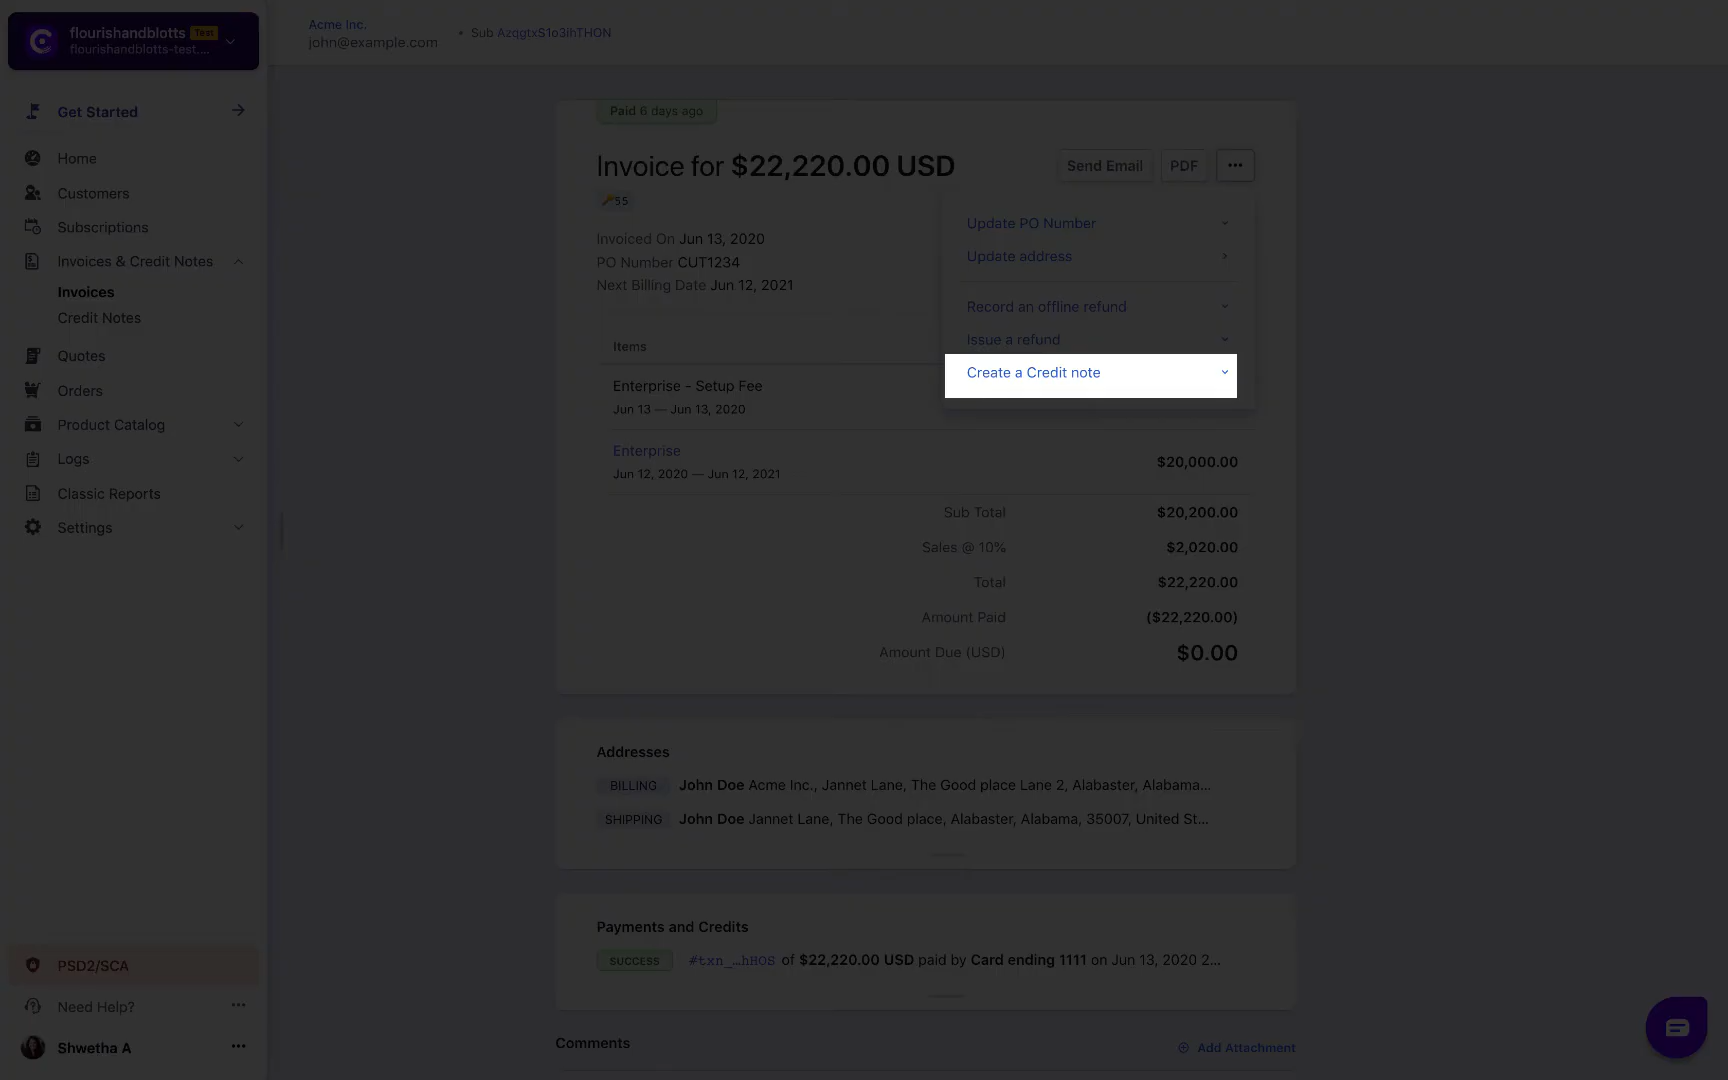 flourishandblotts Test
flourishandblotts-test....
Get Started
Home
Customers
Subscriptions
Invoices & Credit Notes
Invoices
Credit Notes
Quotes
Orders
Product Catalog
Logs
Classic Reports
Settings
PSD2/SCA
Need Help?
Shwetha A
Acme Inc.
john@example.com
• Sub AzqgtxS1o3ihTHON
Paid 6 days ago
Invoice for $22,220.00 USD
Send Email
PDF
55
Invoiced On Jun 13, 2020
PO Number CUT1234
Next Billing Date Jun 12, 2021
Update PO Number
Update address
Record an offline refund
Issue a refund
Create a Credit note
Items
Enterprise - Setup Fee
Jun 13 — Jun 13, 2020
Enterprise
Jun 12, 2020 — Jun 12, 2021
$20,000.00
Sub Total $20,200.00
Sales @ 10% $2,020.00
Total $22,220.00
Amount Paid ($22,220.00)
Amount Due (USD) $0.00
Addresses
BILLING John Doe Acme Inc., Jannet Lane, The Good place Lane 2, Alabaster, Alabama...
SHIPPING John Doe Jannet Lane, The Good place, Alabaster, Alabama, 35007, United St...
Payments and Credits
SUCCESS #txn_…hHOS of $22,220.00 USD paid by Card ending 1111 on Jun 13, 2020 2...
Comments
Add Attachment